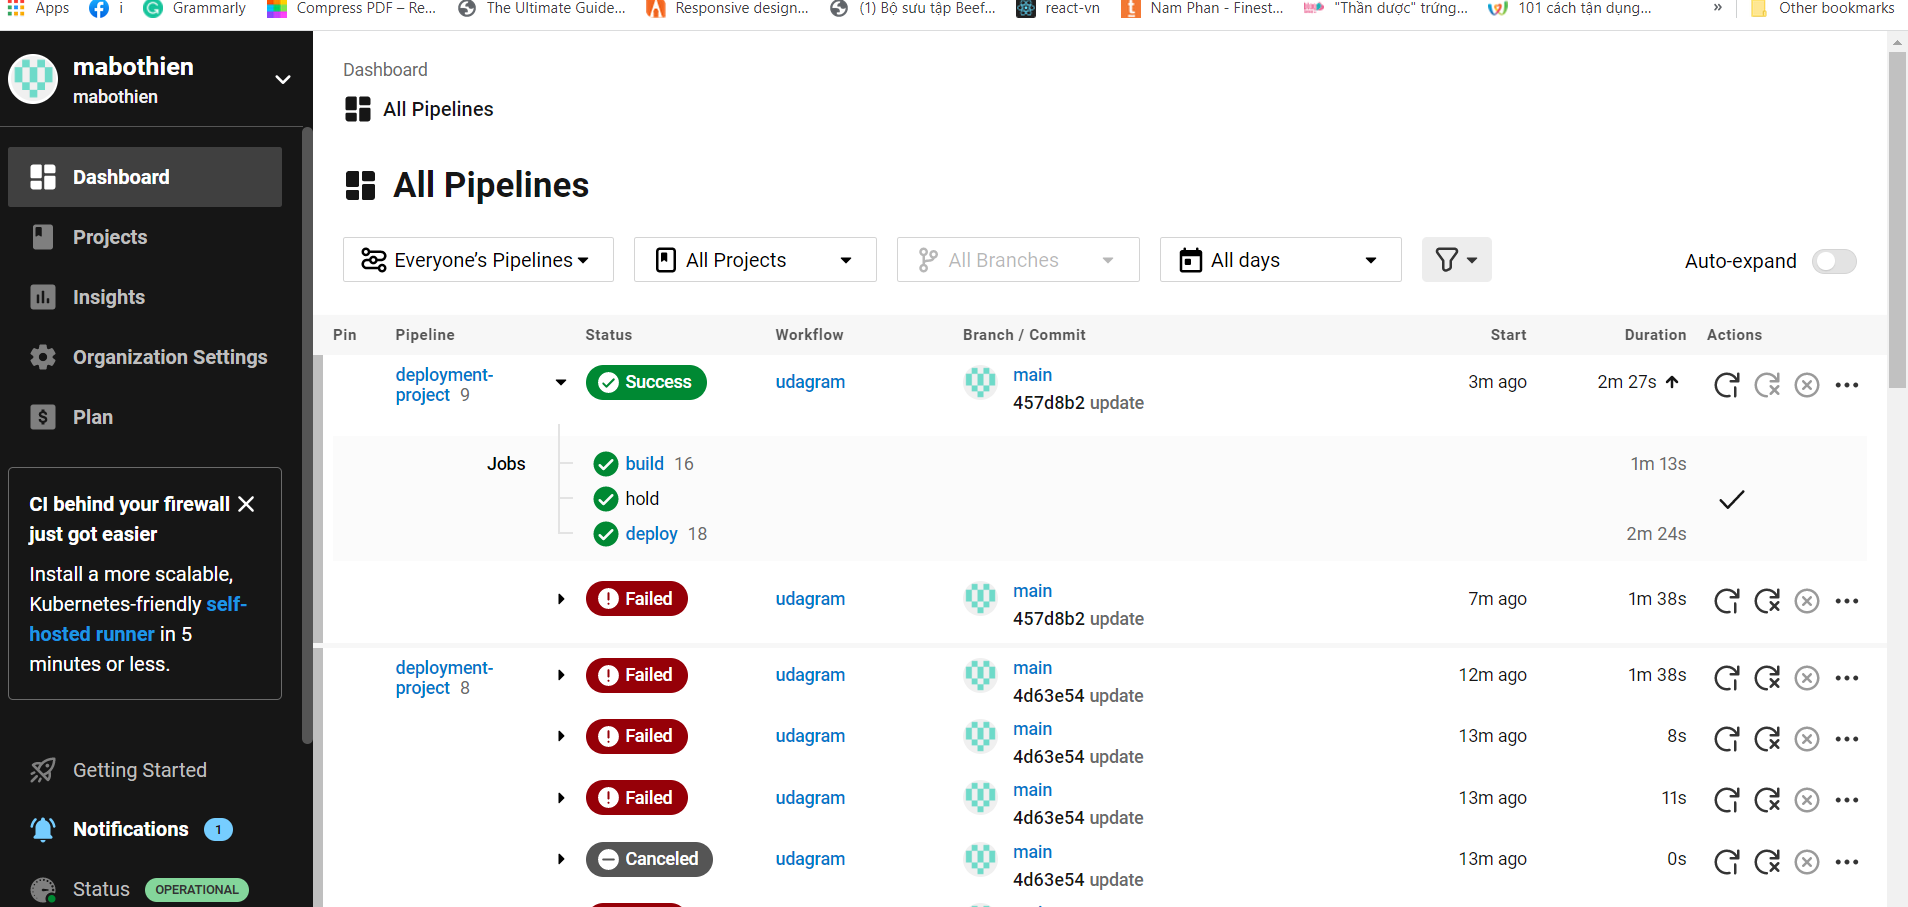 Apps
i
Grammarly
Compress PDF – Re...
The Ultimate Guide...
Responsive design...
(1) Bộ sưu tập Beef...
react-vn
Nam Phan - Finest...
"Thần dược" trứng...
101 cách tận dụng...
»
Other bookmarks
mabothien
mabothien
Dashboard
Projects
Insights
Organization Settings
Plan
CI behind your firewall
just got easier
Install a more scalable,
Kubernetes-friendly self-
hosted runner in 5
minutes or less.
Getting Started
Notifications 1
Status OPERATIONAL
Dashboard
All Pipelines
All Pipelines
Everyone’s Pipelines
All Projects
All Branches
All days
Auto-expand
Pin Pipeline Status Workflow Branch / Commit Start Duration Actions
deployment-
project 9
Success
udagram
main
457d8b2 update
3m ago
2m 27s
Jobs
build 16
1m 13s
hold
deploy 18
2m 24s
Failed
udagram
main
457d8b2 update
7m ago
1m 38s
deployment-
project 8
Failed
udagram
main
4d63e54 update
12m ago
1m 38s
Failed
udagram
main
4d63e54 update
13m ago
8s
Failed
udagram
main
4d63e54 update
13m ago
11s
Canceled
udagram
main
4d63e54 update
13m ago
0s